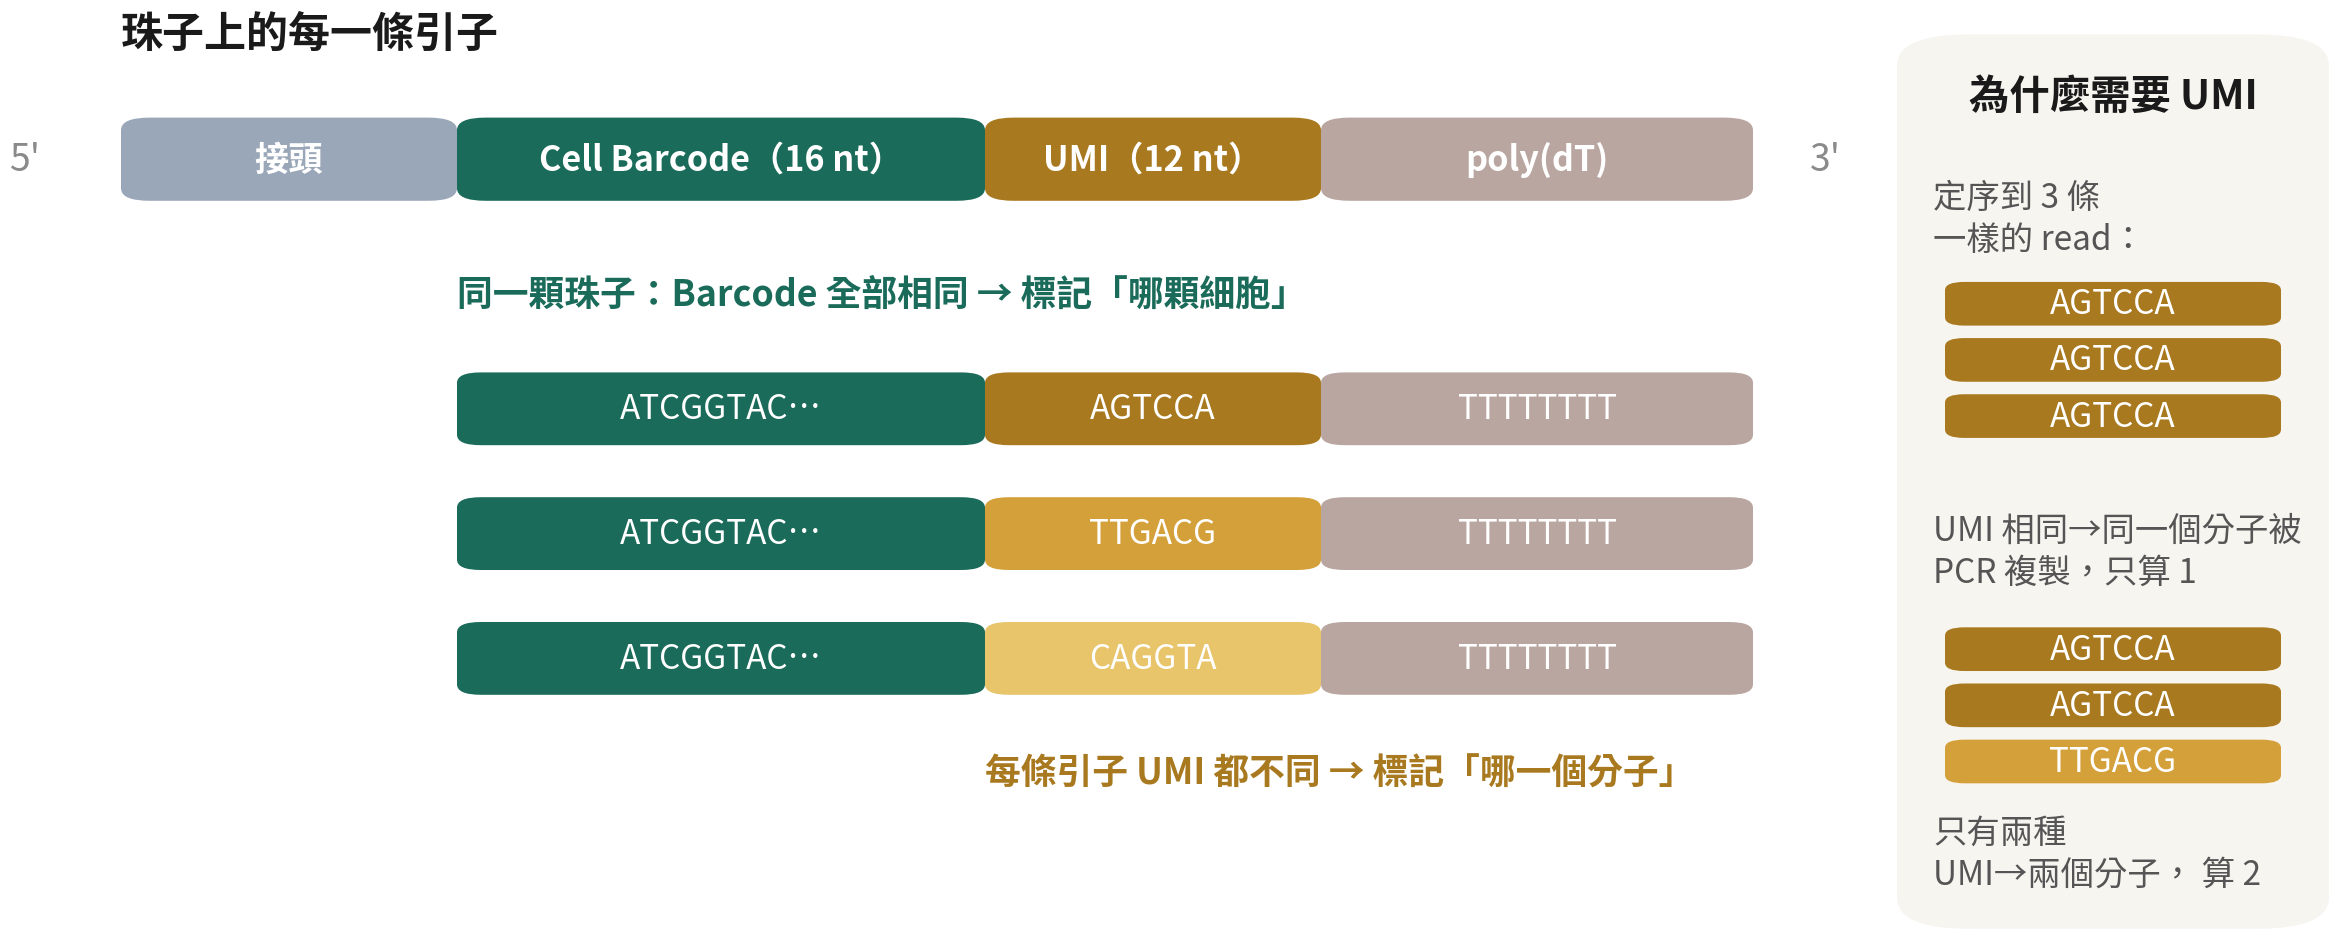 珠子上的每一條引子
5'
接頭
Cell Barcode（16 nt）
UMI（12 nt）
poly(dT)
3'
同一顆珠子：Barcode 全部相同 → 標記「哪顆細胞」
ATCGGTAC⋯
AGTCCA
TTTTTTTT
ATCGGTAC⋯
TTGACG
TTTTTTTT
ATCGGTAC⋯
CAGGTA
TTTTTTTT
每條引子 UMI 都不同 → 標記「哪一個分子」
為什麼需要 UMI
定序到 3 條
一樣的 read：
AGTCCA
AGTCCA
AGTCCA
UMI 相同→同一個分子被
PCR 複製，只算 1
AGTCCA
AGTCCA
TTGACG
只有兩種
UMI→兩個分子， 算 2